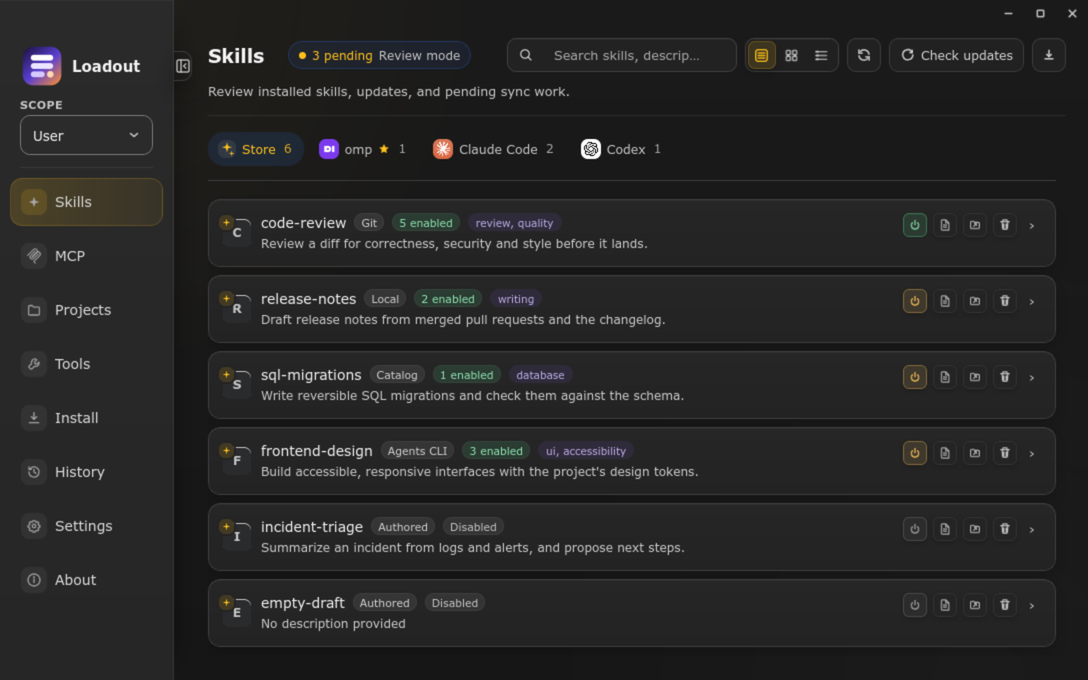 Loadout
SCOPE
User
Skills
MCP
Projects
Tools
Install
History
Settings
About
Skills
3 pending Review mode
Search skills, descrip...
Check updates
Review installed skills, updates, and pending sync work.
Store 6
DI omp 1
Claude Code 2
Codex 1
C code-review Git 5 enabled review, quality
Review a diff for correctness, security and style before it lands.
R release-notes Local 2 enabled writing
Draft release notes from merged pull requests and the changelog.
S sql-migrations Catalog 1 enabled database
Write reversible SQL migrations and check them against the schema.
F frontend-design Agents CLI 3 enabled ui, accessibility
Build accessible, responsive interfaces with the project's design tokens.
I incident-triage Authored Disabled
Summarize an incident from logs and alerts, and propose next steps.
E empty-draft Authored Disabled
No description provided